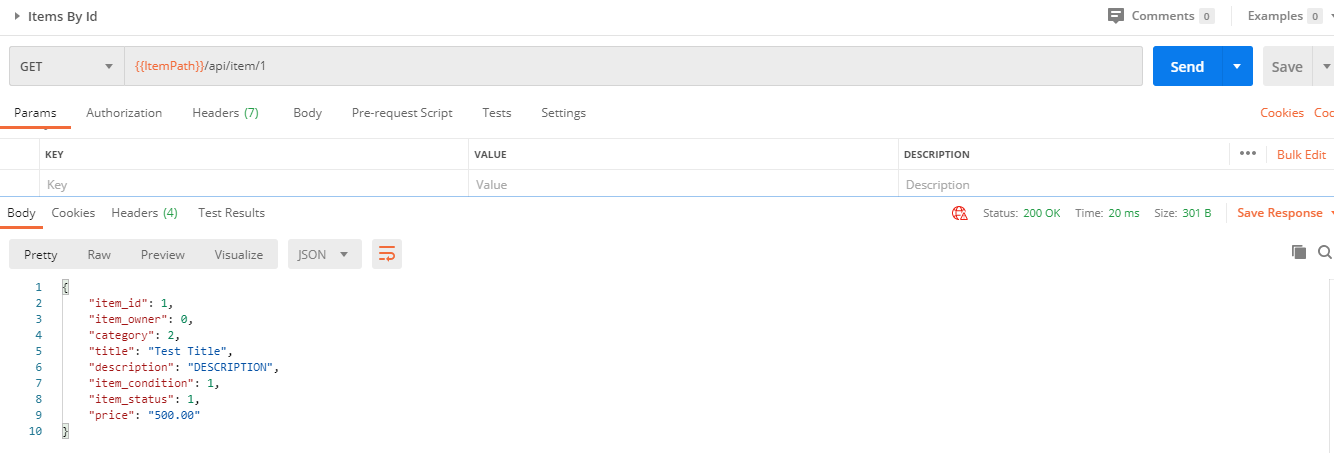 Items By Id
Comments 0 Examples 0
GET {{ItemPath}}/api/item/1 Send Save
Params Authorization Headers (7) Body Pre-request Script Tests Settings Cookies Coc
KEY VALUE DESCRIPTION ••• Bulk Edit
Key Value Description
Body Cookies Headers (4) Test Results Status: 200 OK Time: 20 ms Size: 301 B Save Response
Pretty Raw Preview Visualize JSON
1 {
2 "item_id": 1,
3 "item_owner": 0,
4 "category": 2,
5 "title": "Test Title",
6 "description": "DESCRIPTION",
7 "item_condition": 1,
8 "item_status": 1,
9 "price": "500.00"
10 }